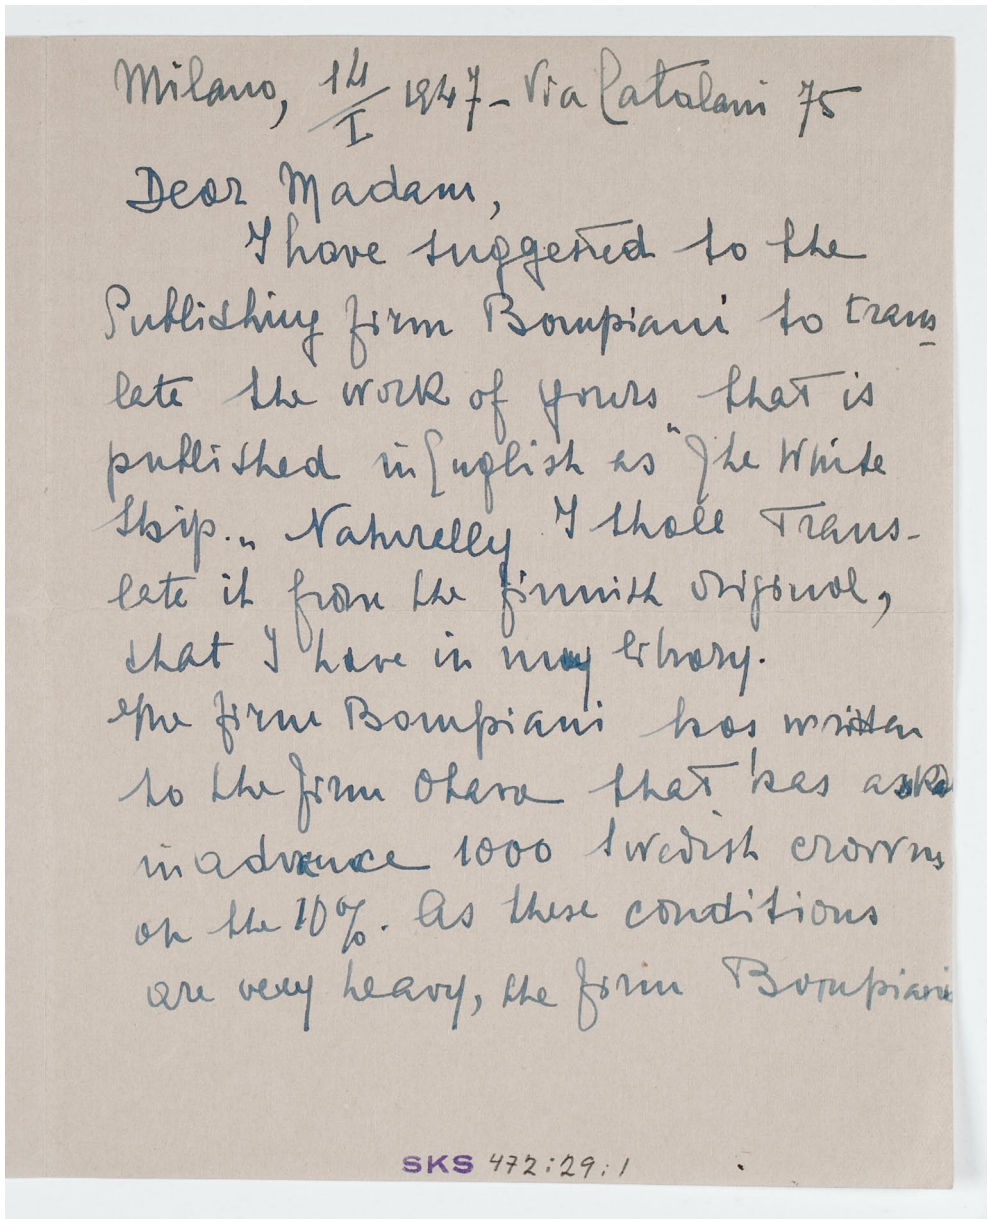 Milano, 14/I 1947 - Via Catalani 75
Dear Madam,
I have suggested to the
Publishing firm Bompiani to trans
late the work of yours that is
published in English as "The White
Ship.„ Naturelly I shall Trans-
late it from the finnish original,
that I have in my library.
The firm Bompiani has written
to the firm Otava that has asked
in advance 1000 Swedish crowns
on the 10%. As these conditions
are very heavy, the firm Bompiani
SKS 472:29:1